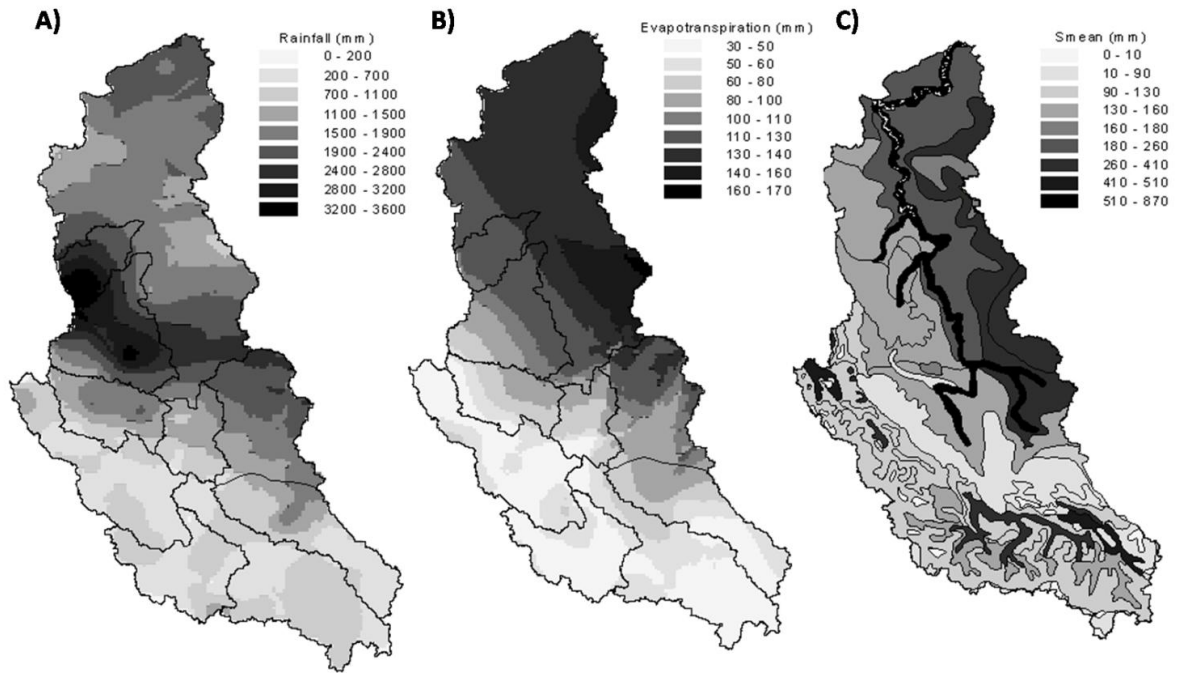 A)
Rainfall (mm)
0 - 200
200 - 700
700 - 1100
1100 - 1500
1500 - 1900
1900 - 2400
2400 - 2800
2800 - 3200
3200 - 3600
B)
Evapotranspiration (mm)
30 - 50
50 - 60
60 - 80
80 - 100
100 - 110
110 - 130
130 - 140
140 - 160
160 - 170
C)
Smean (mm)
0 - 10
10 - 90
90 - 130
130 - 160
160 - 180
180 - 260
260 - 410
410 - 510
510 - 870